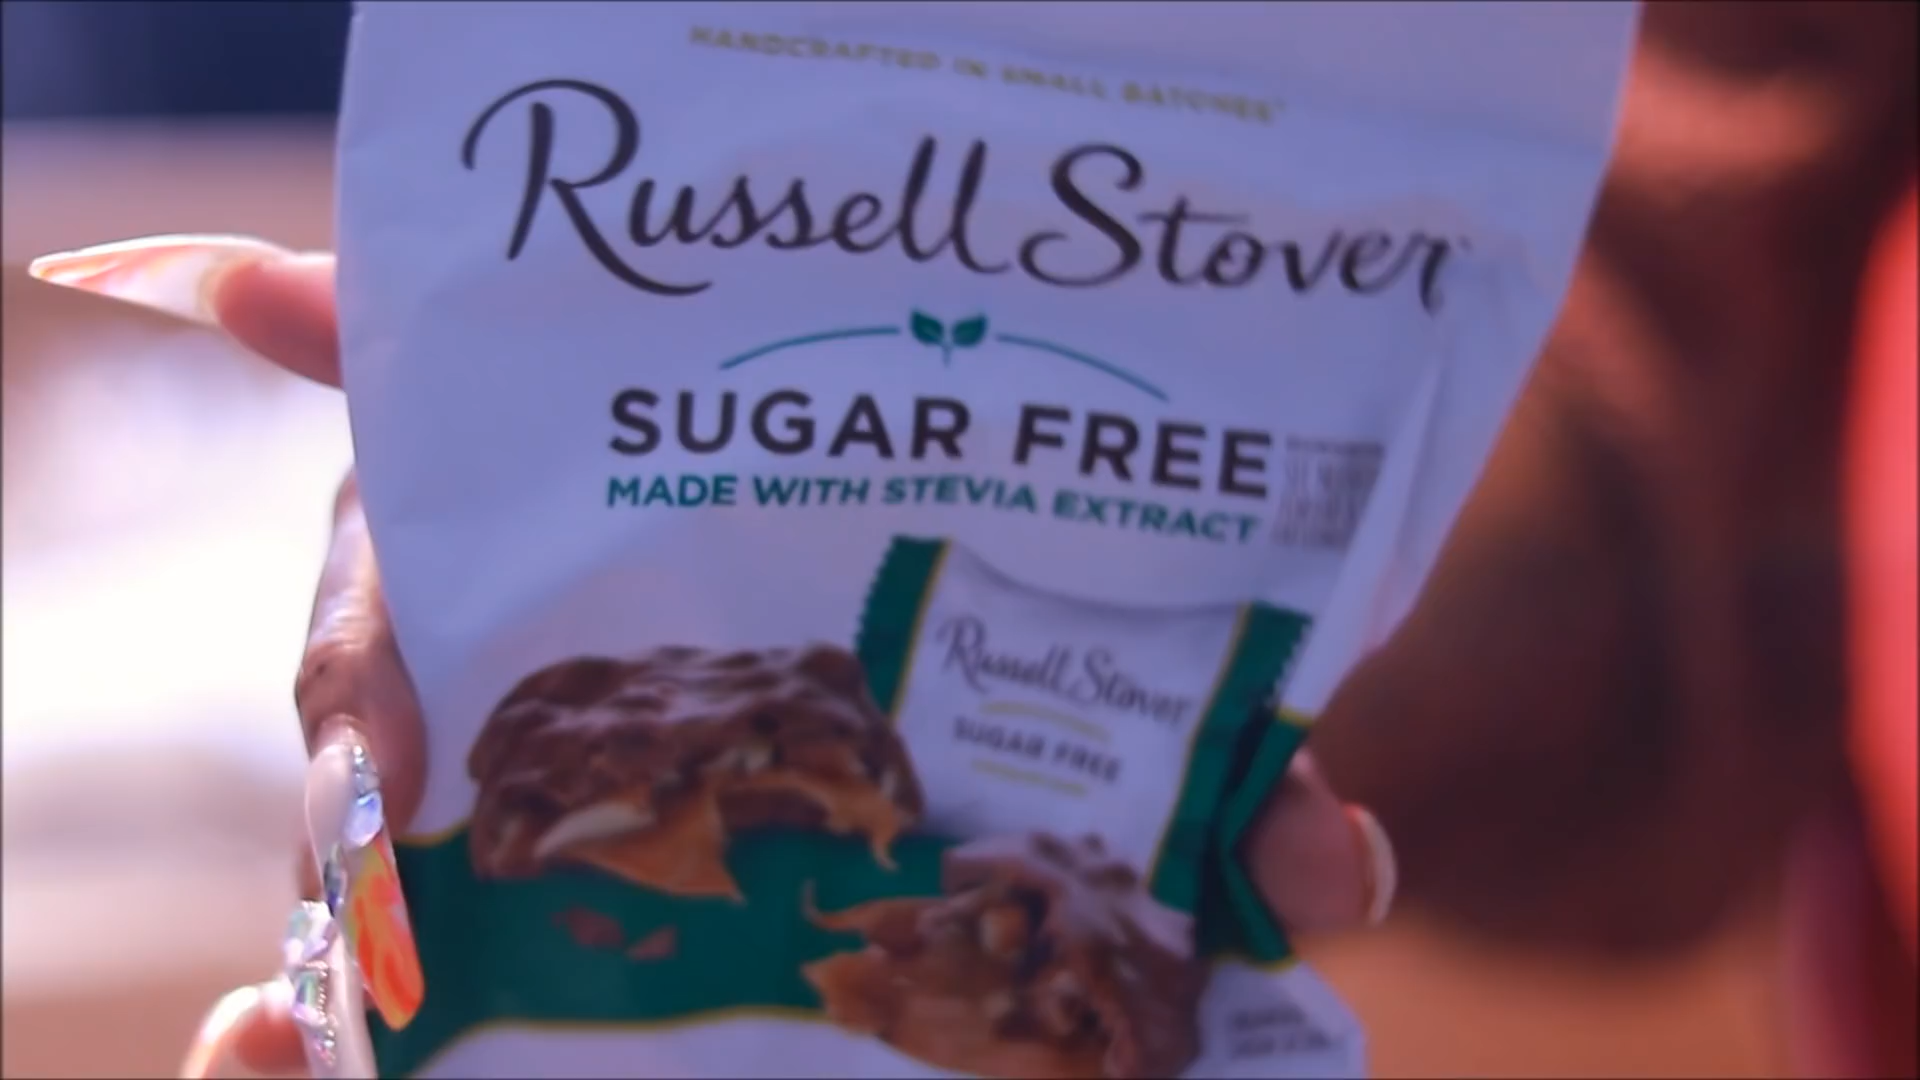 HANDCRAFTED IN SMALL BATCHES
Russell Stover
SUGAR FREE
MADE WITH STEVIA EXTRACT
Russell Stover
SUGAR FREE